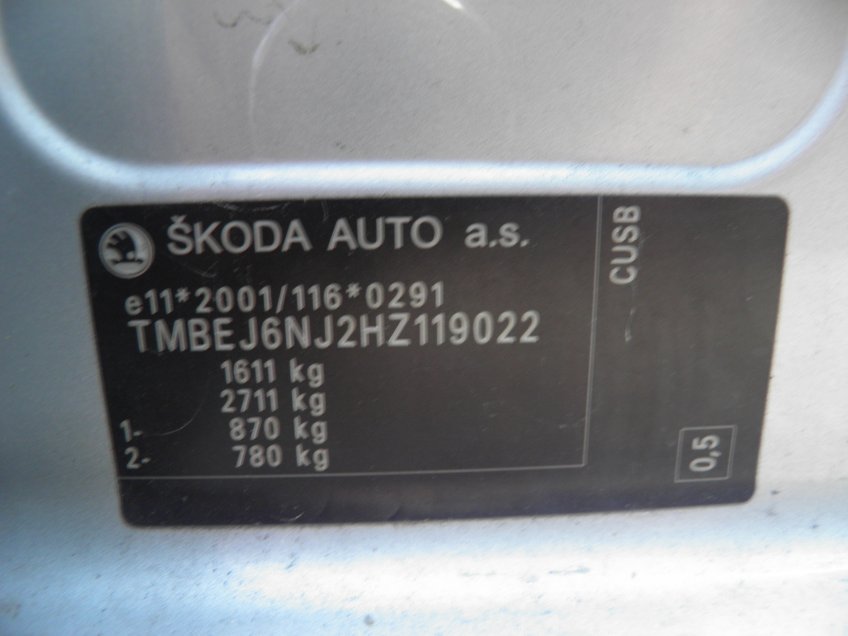 ŠKODA AUTO a.s.
e11*2001/116*0291
TMBEJ6NJ2HZ119022
1611 kg
2711 kg
1- 870 kg
2- 780 kg
CUSB
0,5